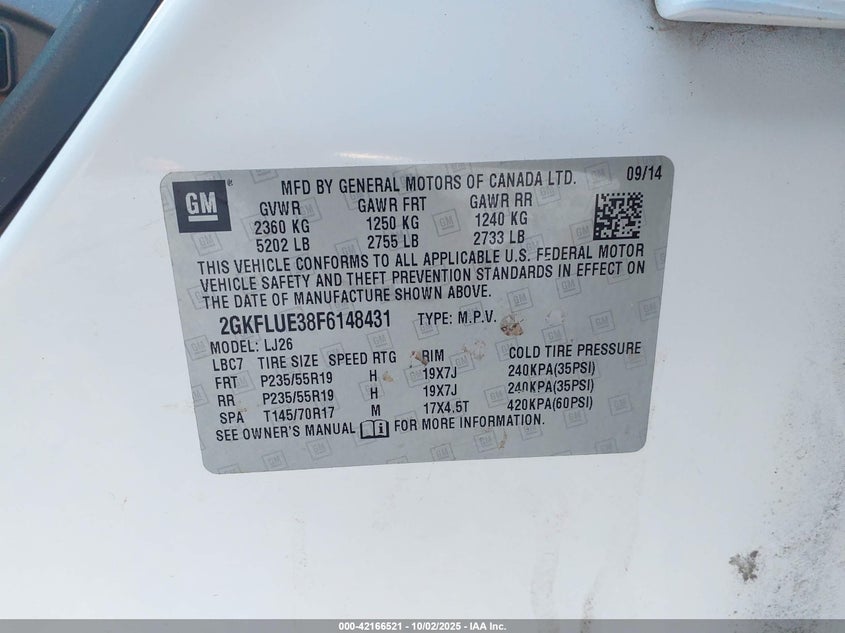 GM ® MFD BY GENERAL MOTORS OF CANADA LTD. 09/14
GVWR GAWR FRT GAWR RR
2360 KG 1250 KG 1240 KG
5202 LB 2755 LB 2733 LB
THIS VEHICLE CONFORMS TO ALL APPLICABLE U.S. FEDERAL MOTOR
VEHICLE SAFETY AND THEFT PREVENTION STANDARDS IN EFFECT ON
THE DATE OF MANUFACTURE SHOWN ABOVE.
2GKFLUE38F6148431 TYPE: M.P.V.
MODEL: LJ26
LBC7 TIRE SIZE SPEED RTG RIM COLD TIRE PRESSURE
FRT P235/55R19 H 19X7J 240KPA(35PSI)
RR P235/55R19 H 19X7J 240KPA(35PSI)
SPA T145/70R17 M 17X4.5T 420KPA(60PSI)
SEE OWNER'S MANUAL FOR MORE INFORMATION.
000-42166521 - 10/02/2025 - IAA Inc.